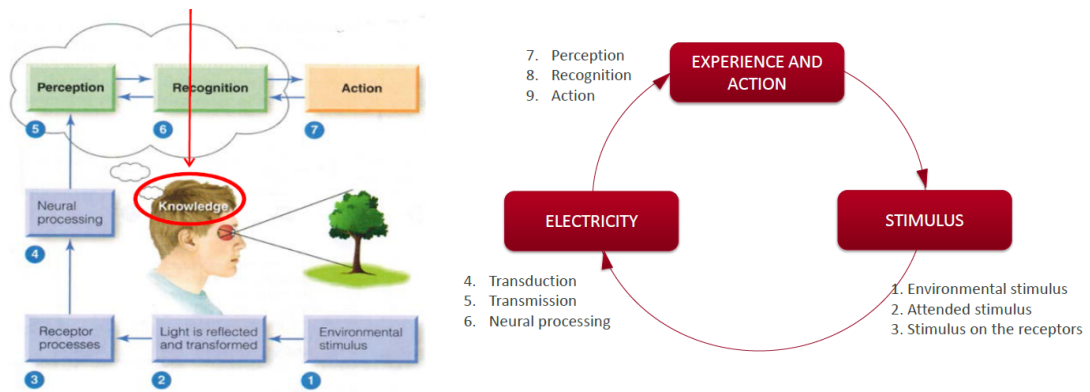 Perception
Recognition
Action
5
6
7
Neural
processing
Knowledge
4
Receptor
processes
Light is reflected
and transformed
Environmental
stimulus
3
2
1
7. Perception
8. Recognition
9. Action
EXPERIENCE AND
ACTION
ELECTRICITY
STIMULUS
4. Transduction
5. Transmission
6. Neural processing
1. Environmental stimulus
2. Attended stimulus
3. Stimulus on the receptors